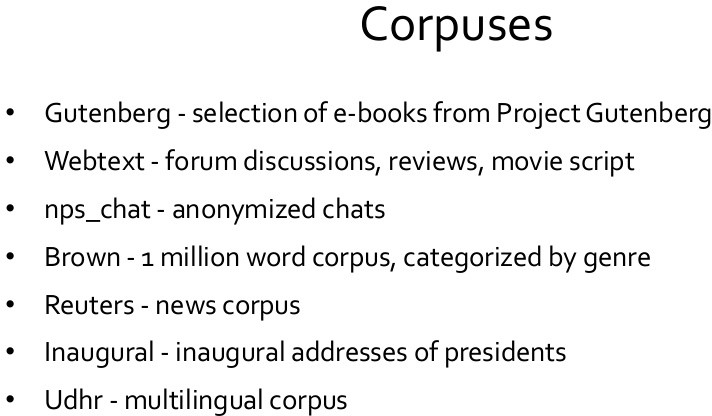 Corpuses
• Gutenberg - selection of e-books from Project Gutenberg
• Webtext - forum discussions, reviews, movie script
• nps_chat - anonymized chats
• Brown - 1 million word corpus, categorized by genre
• Reuters - news corpus
• Inaugural - inaugural addresses of presidents
• Udhr - multilingual corpus